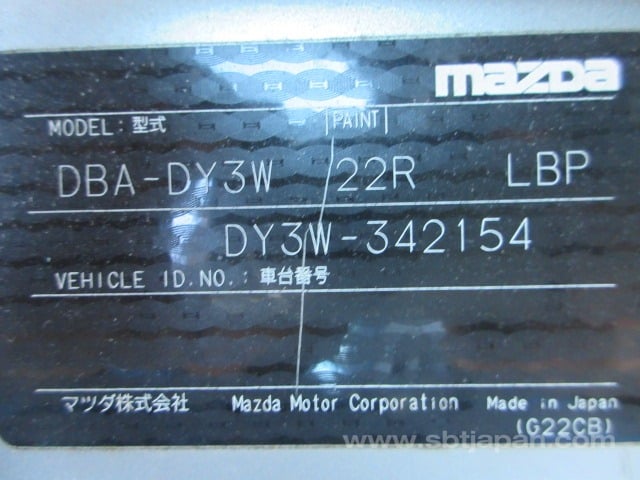 mazda
MODEL: 型式 PAINT
DBA-DY3W 22R LBP
DY3W-342154
VEHICLE ID.NO.: 車台番号
マツダ株式会社 Mazda Motor Corporation Made in Japan
(G22CB)
www.sbtjapan.com